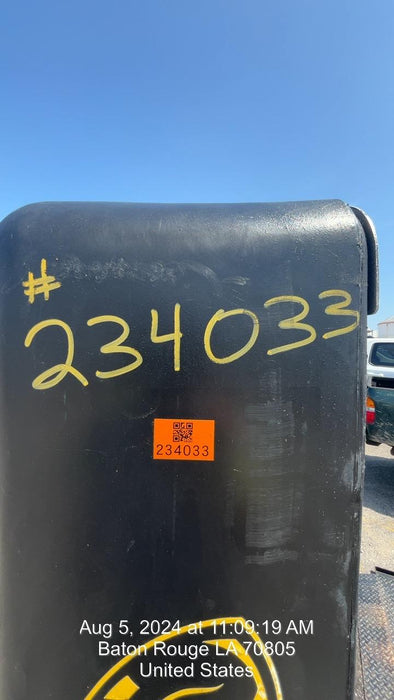 #
234033
234033
Aug 5, 2024 at 11:09:19 AM
Baton Rouge LA 70805
United States